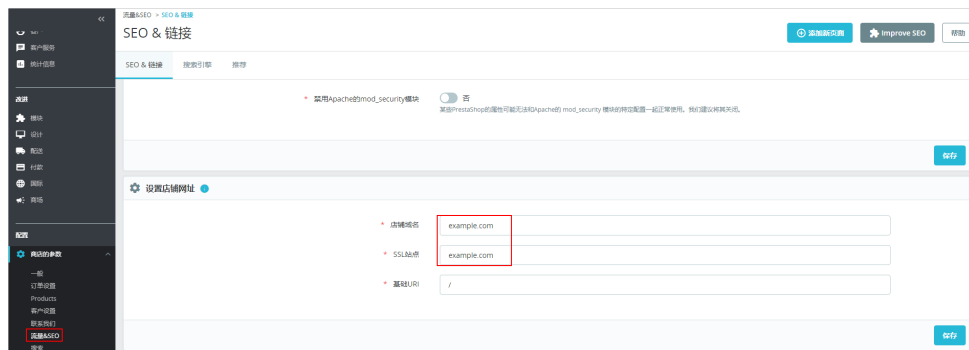 流量&SEO > SEO & 链接
SEO & 链接
添加新页面
Improve SEO
帮助
SEO & 链接
搜索引擎
推荐
客户服务
统计信息
改进
模块
设计
配送
付款
国际
商场
配置
商店的参数
一般
订单设置
Products
客户设置
联系我们
流量&SEO
搜索
* 禁用Apache的mod_security模块
否
某些PrestaShop的属性可能无法和Apache的 mod_security 模块的特定配置一起正常使用。我们建议将其关闭。
保存
设置店铺网址
* 店铺域名
example.com
* SSL站点
example.com
* 基础URI
/
保存